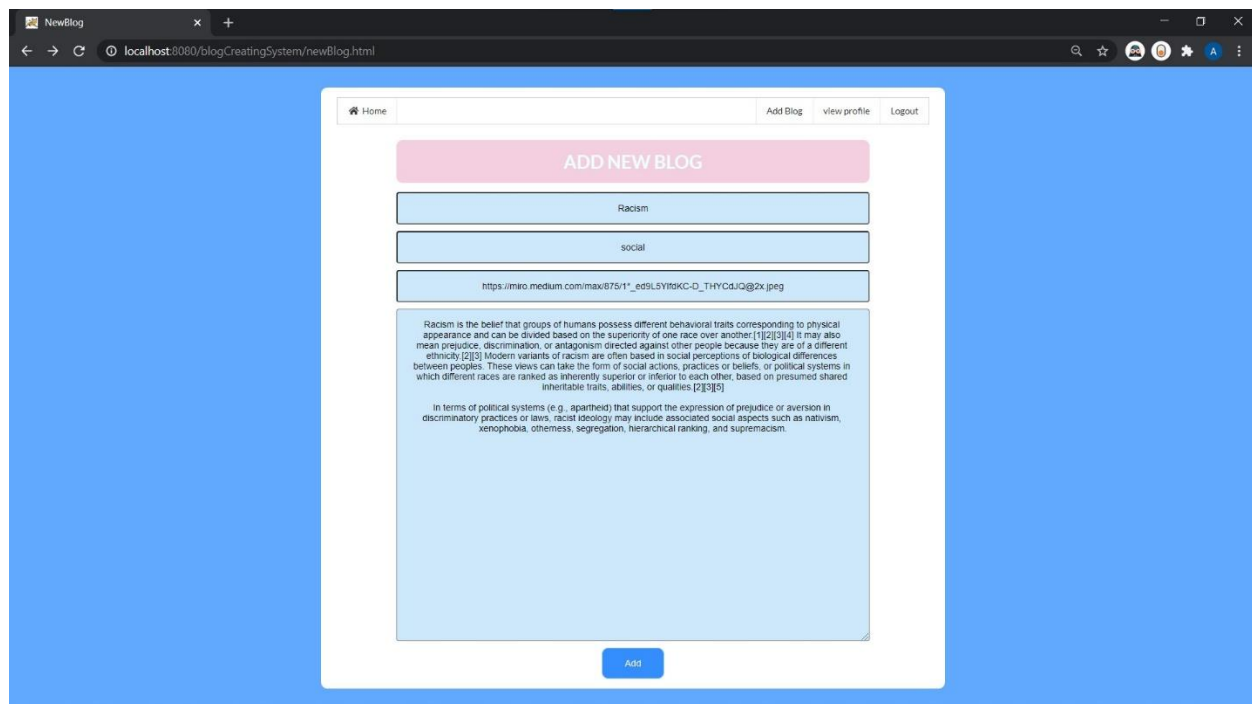 NewBlog
localhost:8080/blogCreatingSystem/newBlog.html
A
Home
Add Blog
view profile
Logout
ADD NEW BLOG
Racism
social
https://miro.medium.com/max/875/1*_ed9L5YIfdKC-D_THYCdJQ@2x.jpeg
Racism is the belief that groups of humans possess different behavioral traits corresponding to physical
appearance and can be divided based on the superiority of one race over another.[1][2][3][4] It may also
mean prejudice, discrimination, or antagonism directed against other people because they are of a different
ethnicity.[2][3] Modern variants of racism are often based in social perceptions of biological differences
between peoples. These views can take the form of social actions, practices or beliefs, or political systems in
which different races are ranked as inherently superior or inferior to each other, based on presumed shared
inheritable traits, abilities, or qualities.[2][3][5]
In terms of political systems (e.g., apartheid) that support the expression of prejudice or aversion in
discriminatory practices or laws, racist ideology may include associated social aspects such as nativism,
xenophobia, otherness, segregation, hierarchical ranking, and supremacism.
Add